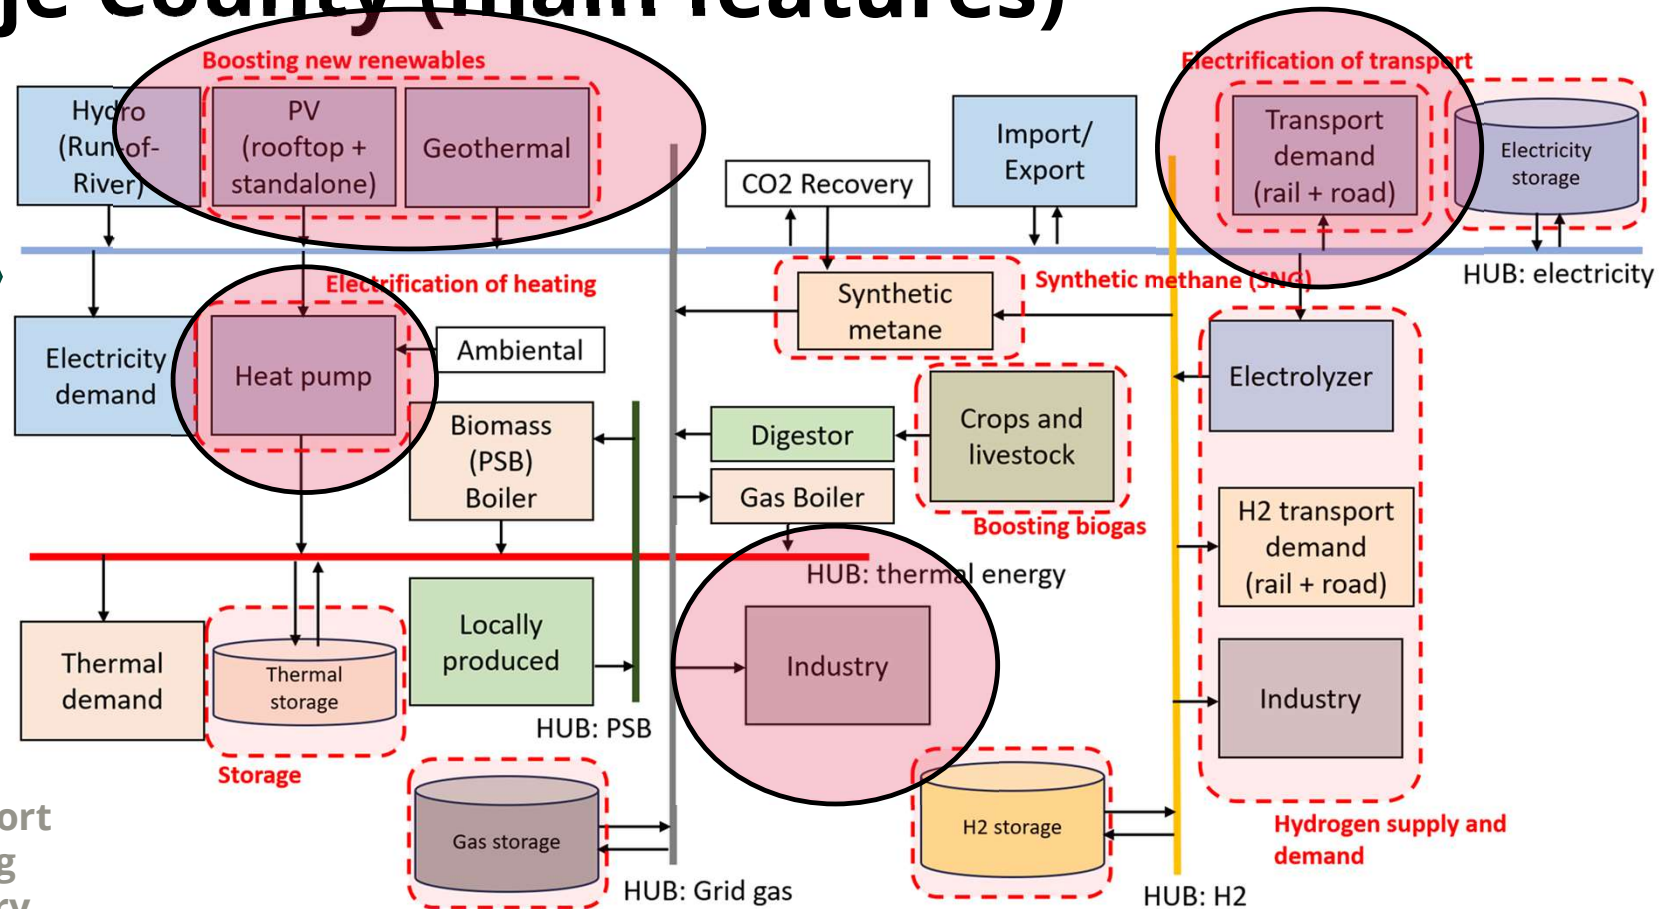 County (main features)
Boosting new renewables
Electrification of transport
Hydro
(Run-of-
River)
PV
(rooftop +
standalone)
Geothermal
CO2 Recovery
Import/
Export
Transport
demand
(rail + road)
Electricity
storage
HUB: electricity
Electrification of heating
Synthetic methane (SNG)
Electricity
demand
Heat pump
Ambiental
Synthetic
metane
Electrolyzer
Biomass
(PSB)
Boiler
Digestor
Crops and
livestock
Gas Boiler
Boosting biogas
H2 transport
demand
(rail + road)
HUB: thermal energy
Thermal
demand
Thermal
storage
Locally
produced
Industry
Industry
HUB: PSB
Storage
Gas storage
H2 storage
Hydrogen supply and
demand
HUB: Grid gas
HUB: H2